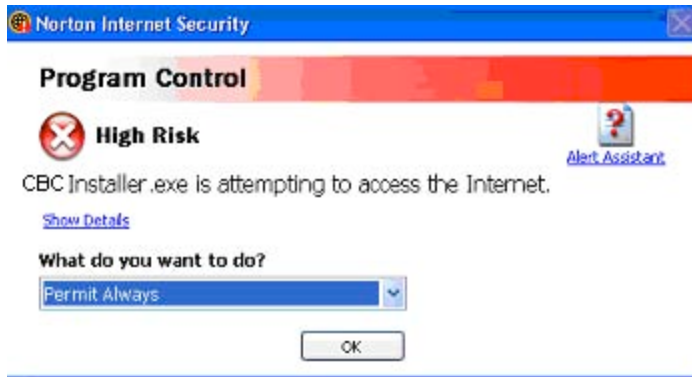 Norton Internet Security
Program Control
High Risk
Alert Assistant
CBC Installer.exe is attempting to access the Internet.
Show Details
What do you want to do?
Permit Always
OK